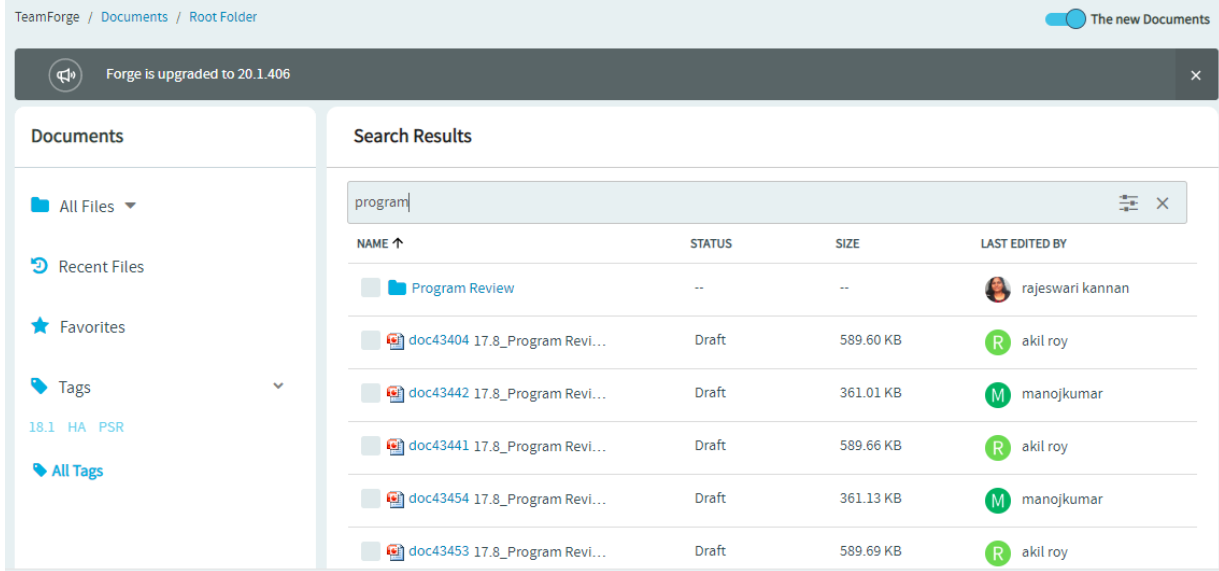 TeamForge / Documents / Root Folder
The new Documents
Forge is upgraded to 20.1.406
Documents
All Files
Recent Files
Favorites
Tags
18.1 HA PSR
All Tags
Search Results
program
NAME STATUS SIZE LAST EDITED BY
Program Review -- -- rajeswari kannan
doc43404 17.8_Program Revi... Draft 589.60 KB R akil roy
doc43442 17.8_Program Revi... Draft 361.01 KB M manojkumar
doc43441 17.8_Program Revi... Draft 589.66 KB R akil roy
doc43454 17.8_Program Revi... Draft 361.13 KB M manojkumar
doc43453 17.8_Program Revi... Draft 589.69 KB R akil roy